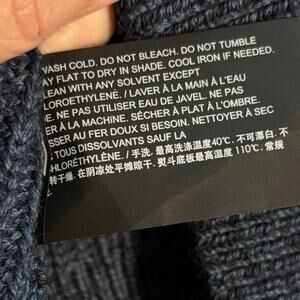 WASH COLD. DO NOT BLEACH. DO NOT TUMBLE
AY FLAT TO DRY IN SHADE. COOL IRON IF NEEDED.
LEAN WITH ANY SOLVENT EXCEPT
LOROETHYLENÉ. / LAVER À LA MAIN À L'EAU
E. NE PAS UTILISER EAU DE JAVEL. NE PAS
ER À LA MACHINE. SÉCHER À PLAT À L'OMBRE.
SSER AU FER DOUX SI BESOIN. NETTOYER À SEC
TOUS DISSOLVANTS SAUF LA
HLORÉTHYLÈNE. / 手洗. 最高洗涤温度40℃. 不可漂白. 不
转干燥. 在阴凉处平摊晾干. 熨斗底板最高温度 110℃. 常规